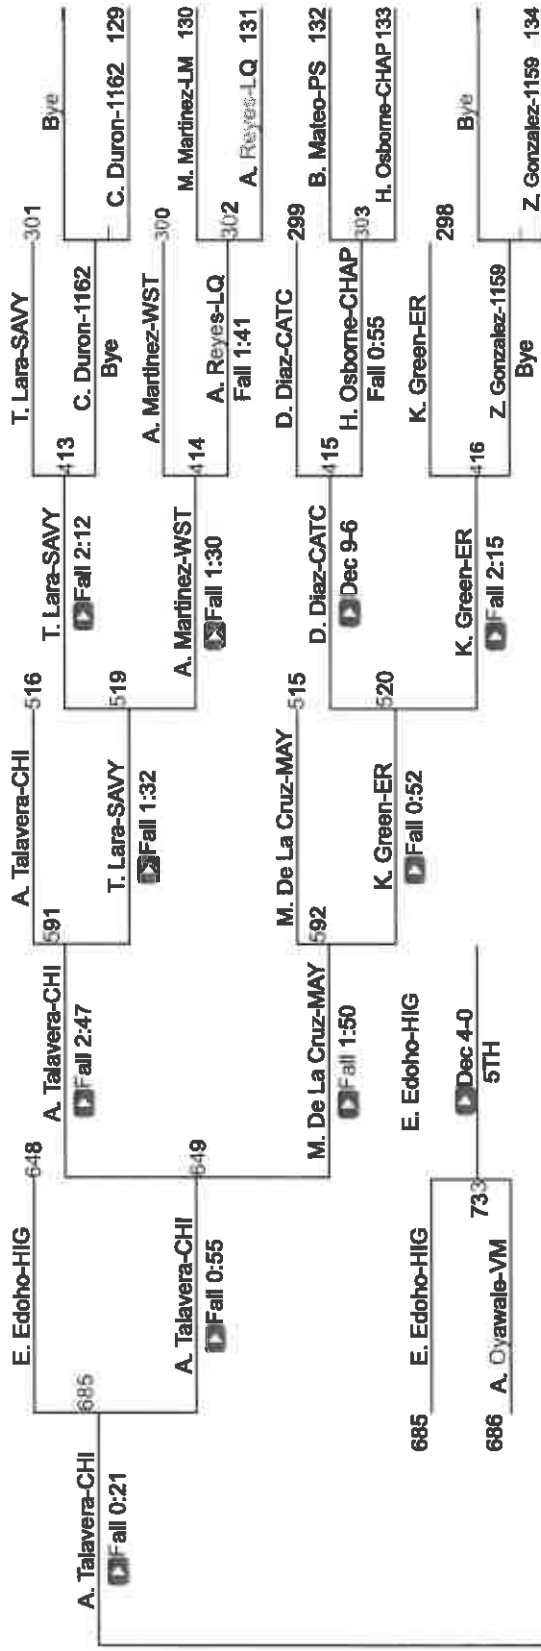 Bye
C. Duron-1162 129
M. Martinez-LM 130
A. Reyes-LQ 131
B. Mateo-PS 132
H. Osborne-CHAP 133
Bye
Z. Gonzalez-1159 134
T. Lara-SAVY 301
C. Duron-1162
Bye
A. Martinez-WST 300
A. Reyes-LQ 302
Fall 1:41
D. Diaz-CATC 299
H. Osborne-CHAP 303
Fall 0:55
K. Green-ER 298
Z. Gonzalez-1159
Bye
T. Lara-SAVY 413
Fall 2:12
A. Martinez-WST 414
Fall 1:30
D. Diaz-CATC 415
Dec 9-6
K. Green-ER 416
Fall 2:15
A. Talavera-CHI 516
T. Lara-SAVY 519
Fall 1:32
M. De La Cruz-MAY 515
K. Green-ER 520
Fall 0:52
A. Talavera-CHI 591
Fall 2:47
M. De La Cruz-MAY 592
Fall 1:50
E. Edoho-HIG 648
A. Talavera-CHI 649
Fall 0:55
A. Talavera-CHI 685
Fall 0:21
685 E. Edoho-HIG
686 A. Oyawale-VM
733
E. Edoho-HIG
Dec 4-0
5TH